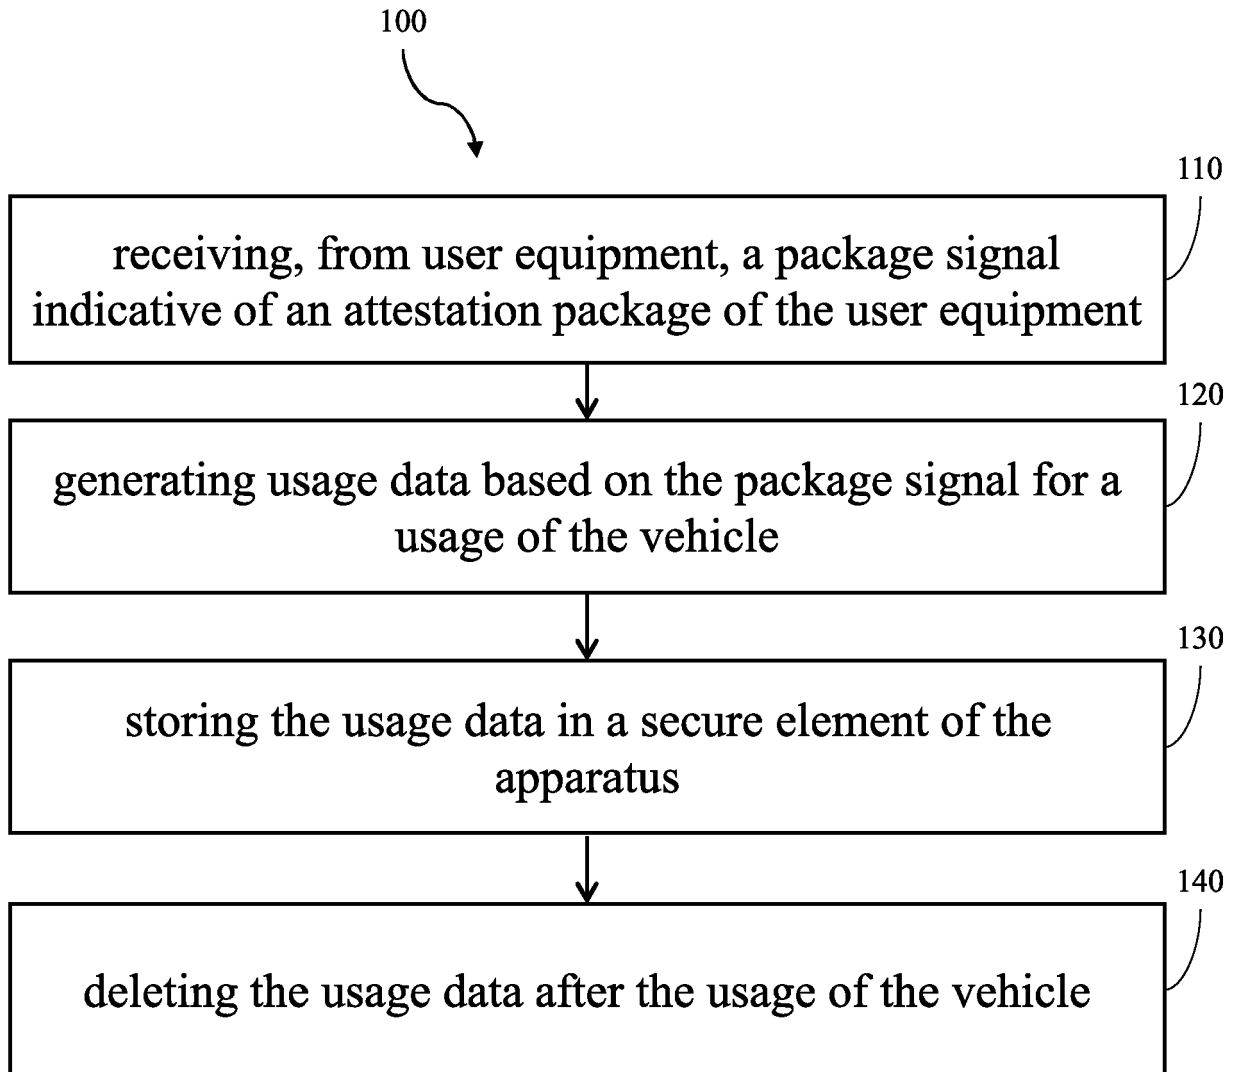 100
110
receiving, from user equipment, a package signal
indicative of an attestation package of the user equipment
120
generating usage data based on the package signal for a
usage of the vehicle
130
storing the usage data in a secure element of the
apparatus
140
deleting the usage data after the usage of the vehicle